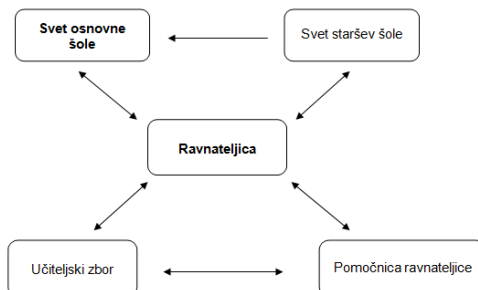 Svet osnovne
šole
Svet staršev šole
Ravnateljica
Učiteljski zbor
Pomočnica ravnateljice